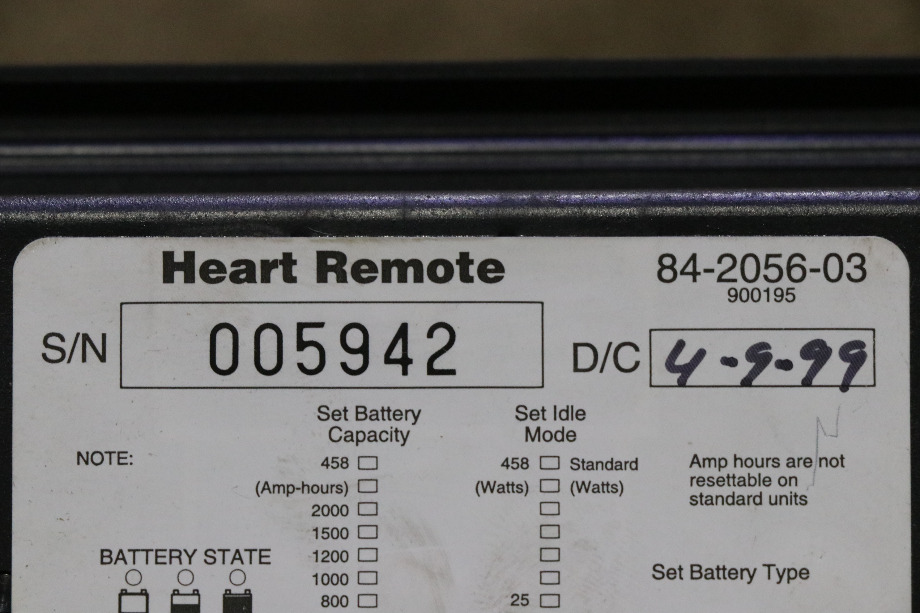 Heart Remote
84-2056-03
900195
S/N 005942
D/C 4-9-99
Set Battery
Capacity
Set Idle
Mode
NOTE:
458
458 Standard
(Amp-hours)
(Watts) (Watts)
Amp hours are not
resettable on
standard units
2000
1500
1200
1000
800
25
BATTERY STATE
Set Battery Type